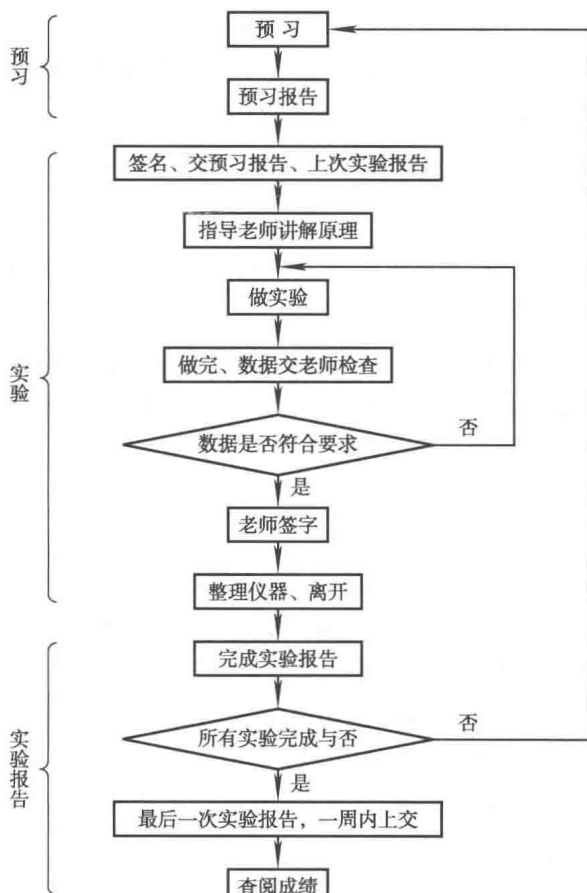 预习
预习
预习报告
签名、交预习报告、上次实验报告
指导老师讲解原理
做实验
实验
做完、数据交老师检查
数据是否符合要求
否
是
老师签字
整理仪器、离开
完成实验报告
实验报告
所有实验完成与否
否
是
最后一次实验报告，一周内上交
查阅成绩